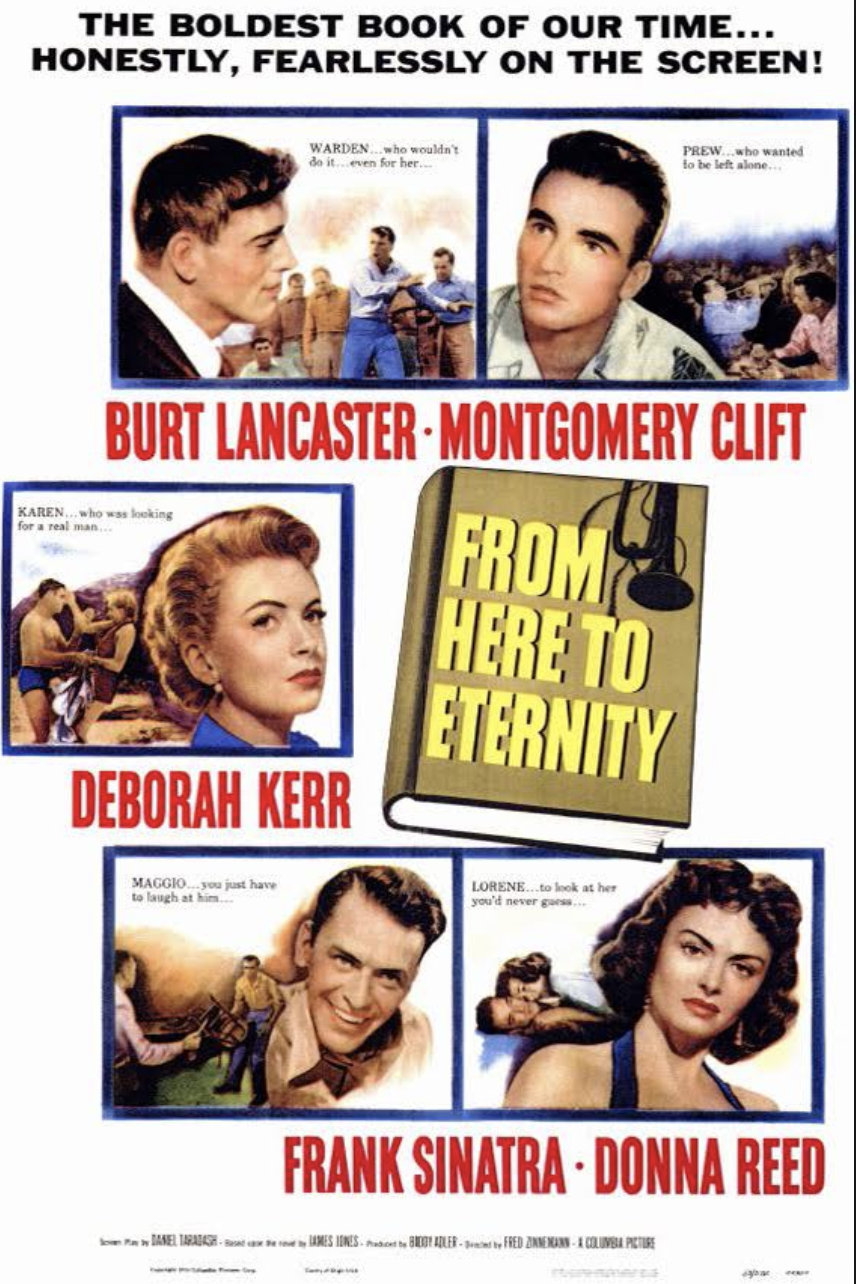 THE BOLDEST BOOK OF OUR TIME...
HONESTLY, FEARLESSLY ON THE SCREEN!
WARDEN...who wouldn't
do it...even for her...
PREW...who wanted
to be left alone...
BURT LANCASTER · MONTGOMERY CLIFT
KAREN...who was looking
for a real man...
FROM
HERE TO
ETERNITY
DEBORAH KERR
MAGGIO...you just have
to laugh at him...
LORENE...to look at her
you'd never guess...
FRANK SINATRA · DONNA REED
Screen Play by DANIEL TARADASH - Based upon the novel by JAMES JONES - Produced by BUDDY ADLER - Directed by FRED ZINNEMANN - A COLUMBIA PICTURE